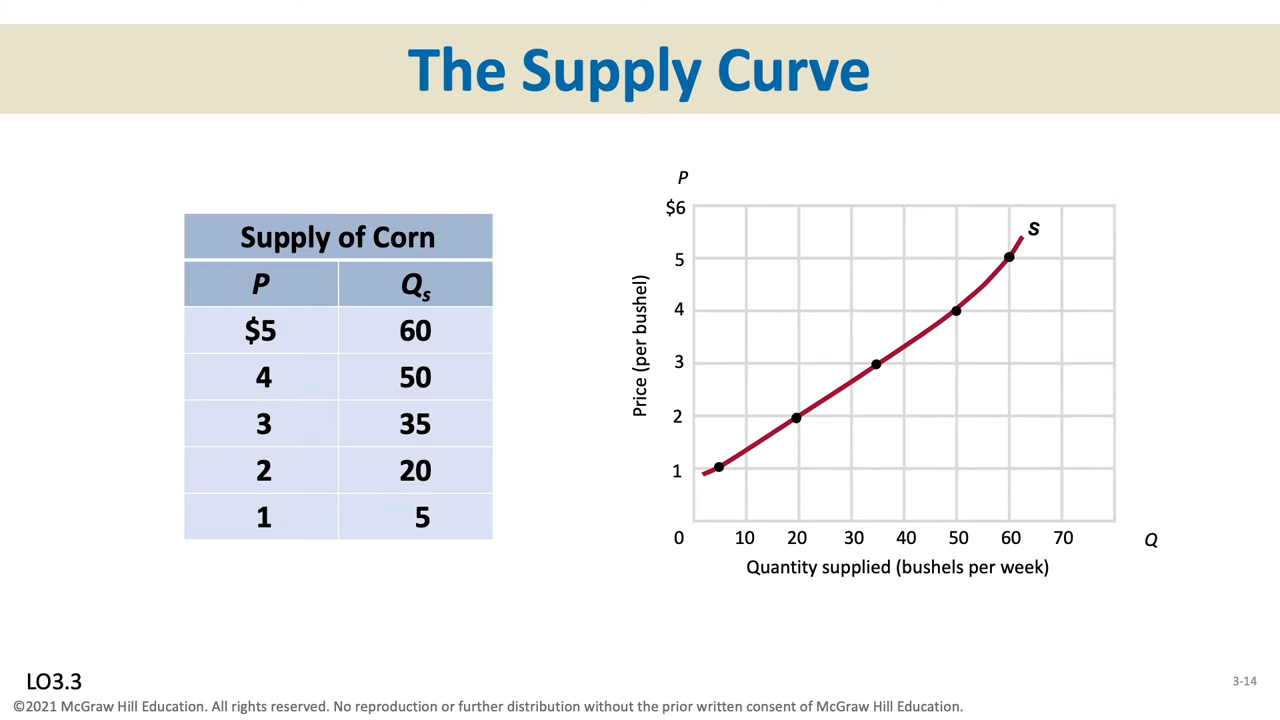 The Supply Curve
Supply of Corn
P Qs
$5 60
4 50
3 35
2 20
1 5
P
$6
5
4
3
2
1
0 10 20 30 40 50 60 70 Q
S
Price (per bushel)
Quantity supplied (bushels per week)
LO3.3
3-14
©2021 McGraw Hill Education. All rights reserved. No reproduction or further distribution without the prior written consent of McGraw Hill Education.